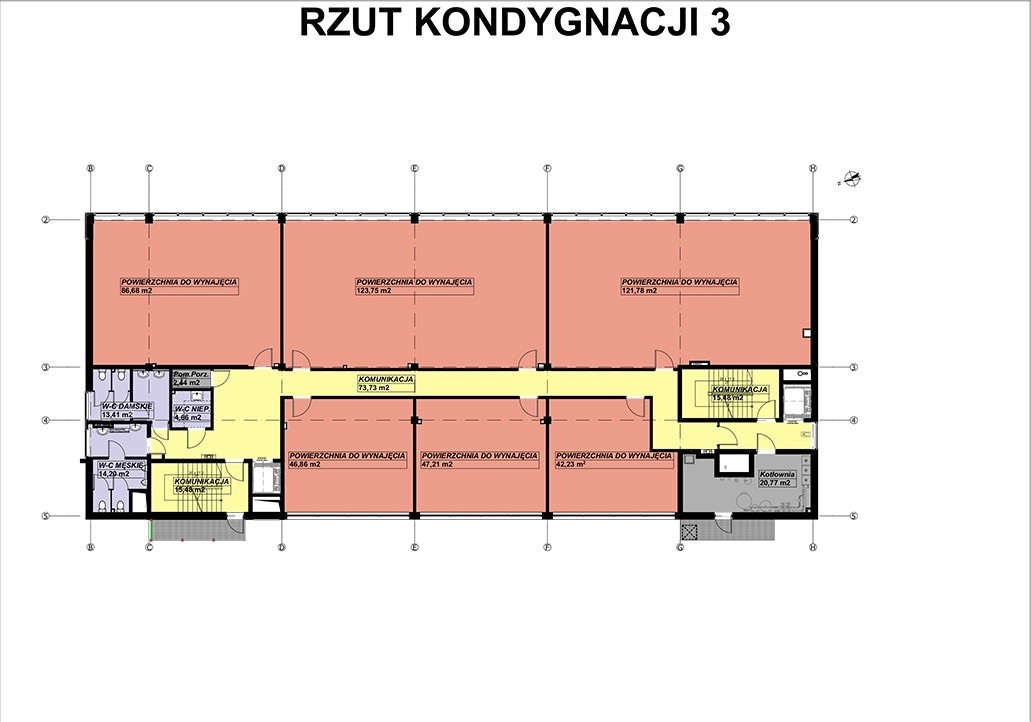 RZUT KONDYGNACJI 3
B C D E F G H
2 2
POWIERZCHNIA DO WYNAJĘCIA
86,68 m2
POWIERZCHNIA DO WYNAJĘCIA
123,75 m2
POWIERZCHNIA DO WYNAJĘCIA
121,78 m2
3 3
Pom.Porz.
2,44 m2
KOMUNIKACJA
73,73 m2
KOMUNIKACJA
15,48 m2
W-C DAMSKIE
13,41 m2
W-C NIEP
4,66 m2
4 4
W-C MĘSKIE
14,20 m2
KOMUNIKACJA
15,48 m2
POWIERZCHNIA DO WYNAJĘCIA
46,86 m2
POWIERZCHNIA DO WYNAJĘCIA
47,21 m2
POWIERZCHNIA DO WYNAJĘCIA
42,23 m²
Kotłownia
20,77 m2
5 5
B C D E F G H